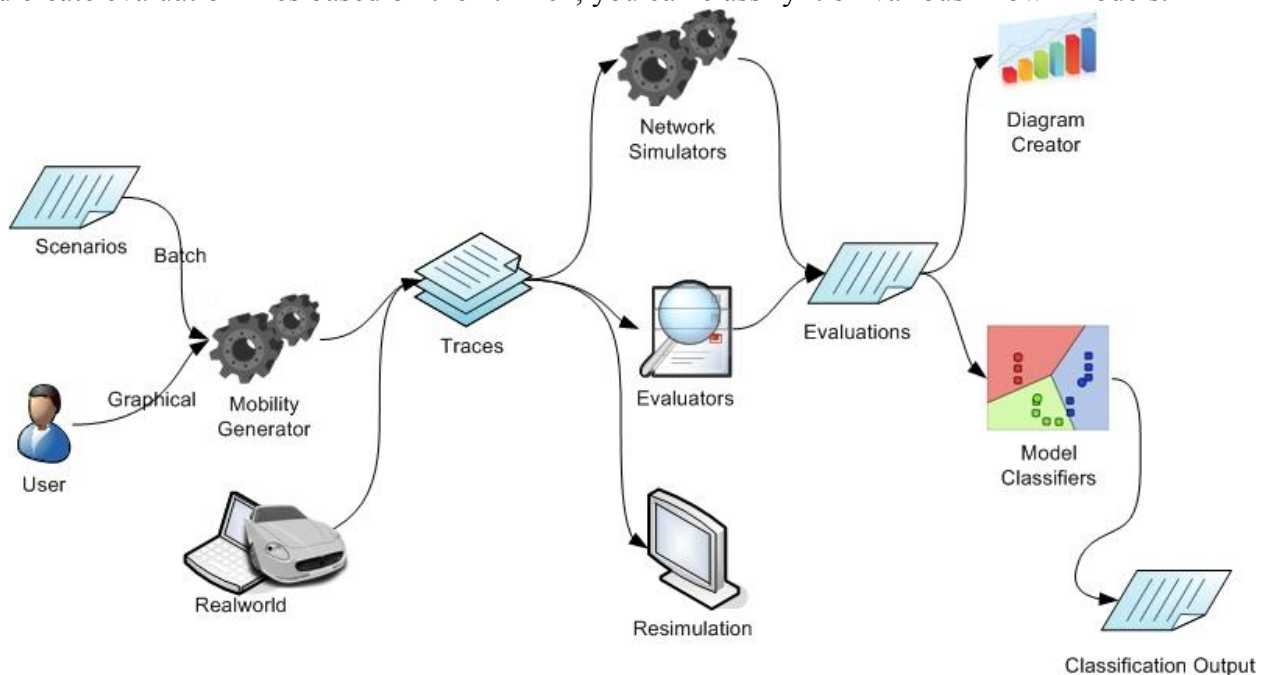 Network
Simulators
Diagram
Creator
Scenarios
Batch
Traces
Evaluations
Graphical
Mobility
Generator
Evaluators
User
Model
Classifiers
Realworld
Resimulation
Classification Output